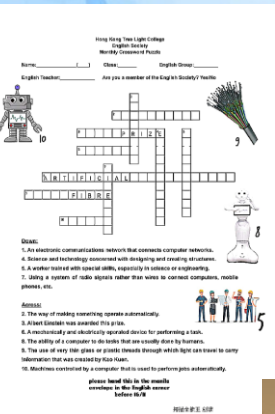 Hong Kong True Light College
English Society
Monthly Crossword Puzzle
Name: ( ) Class: English Group:
English Teacher: Are you a member of the English Society? Yes/No
10
9
P R I Z E
A R T I F I C I A L
F I B R E
8
Down:
1. An electronic communications network that connects computer networks.
4. Science and technology concerned with designing and creating structures.
5. A worker trained with special skills, especially in science or engineering.
7. Using a system of radio signals rather than wires to connect computers, mobile
phones, etc.
Across:
2. The way of making something operate automatically.
3. Albert Einstein was awarded this prize.
6. A mechanically and electrically operated device for performing a task.
8. The ability of a computer to do tasks that are usually done by humans.
9. The use of very thin glass or plastic threads through which light can travel to carry
information that was created by Kao Kuen.
10. Machines controlled by a computer that is used to perform jobs automatically.
5
please hand this in the manila
envelope in the English corner
before 16/11